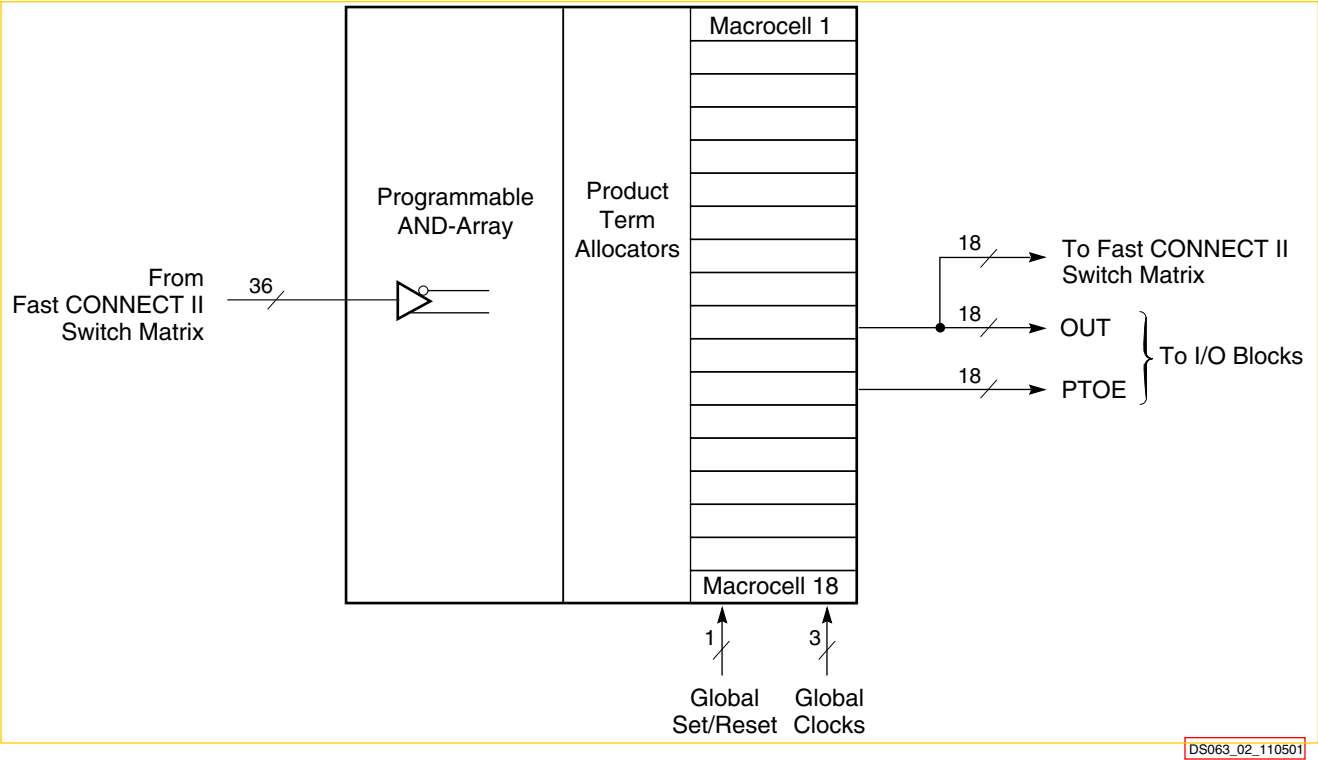 Macrocell 1
Programmable
AND-Array
Product
Term
Allocators
From
Fast CONNECT II
Switch Matrix
36
18
To Fast CONNECT II
Switch Matrix
18
OUT
To I/O Blocks
18
PTOE
Macrocell 18
1
3
Global
Set/Reset
Global
Clocks
DS063_02_110501